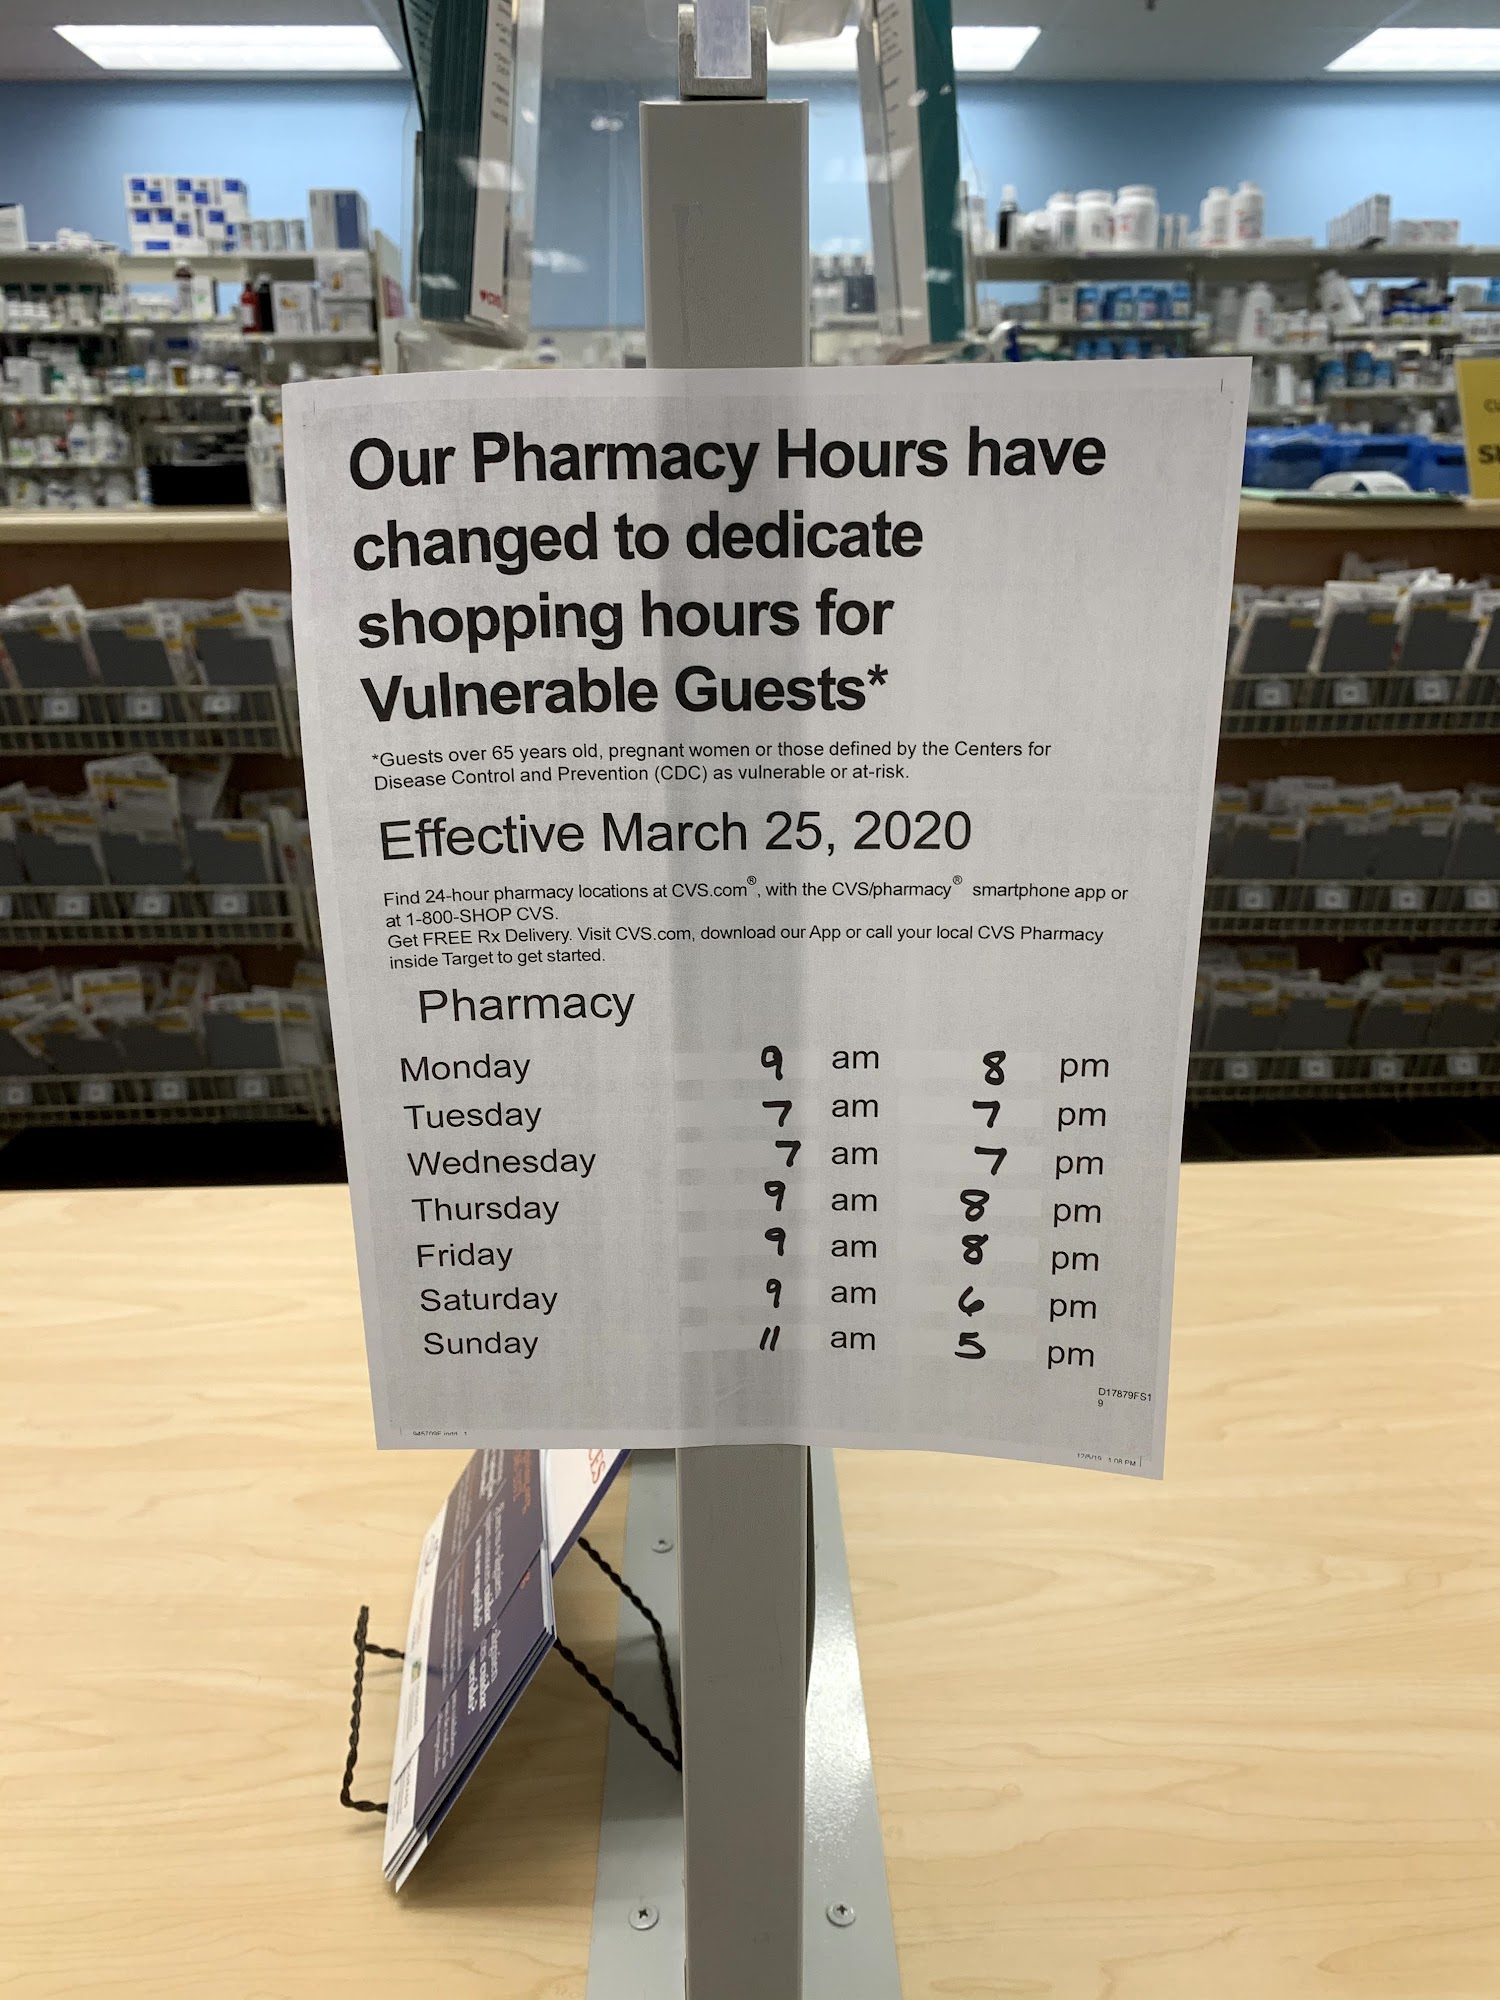 Our Pharmacy Hours have
changed to dedicate
shopping hours for
Vulnerable Guests*
*Guests over 65 years old, pregnant women or those defined by the Centers for
Disease Control and Prevention (CDC) as vulnerable or at-risk.
Effective March 25, 2020
Find 24-hour pharmacy locations at CVS.com®, with the CVS/pharmacy® smartphone app or
at 1-800-SHOP CVS.
Get FREE Rx Delivery. Visit CVS.com, download our App or call your local CVS Pharmacy
inside Target to get started.
Pharmacy
Monday 9 am 8 pm
Tuesday 7 am 7 pm
Wednesday 7 am 7 pm
Thursday 9 am 8 pm
Friday 9 am 8 pm
Saturday 9 am 6 pm
Sunday 11 am 5 pm
D17879FS1
9